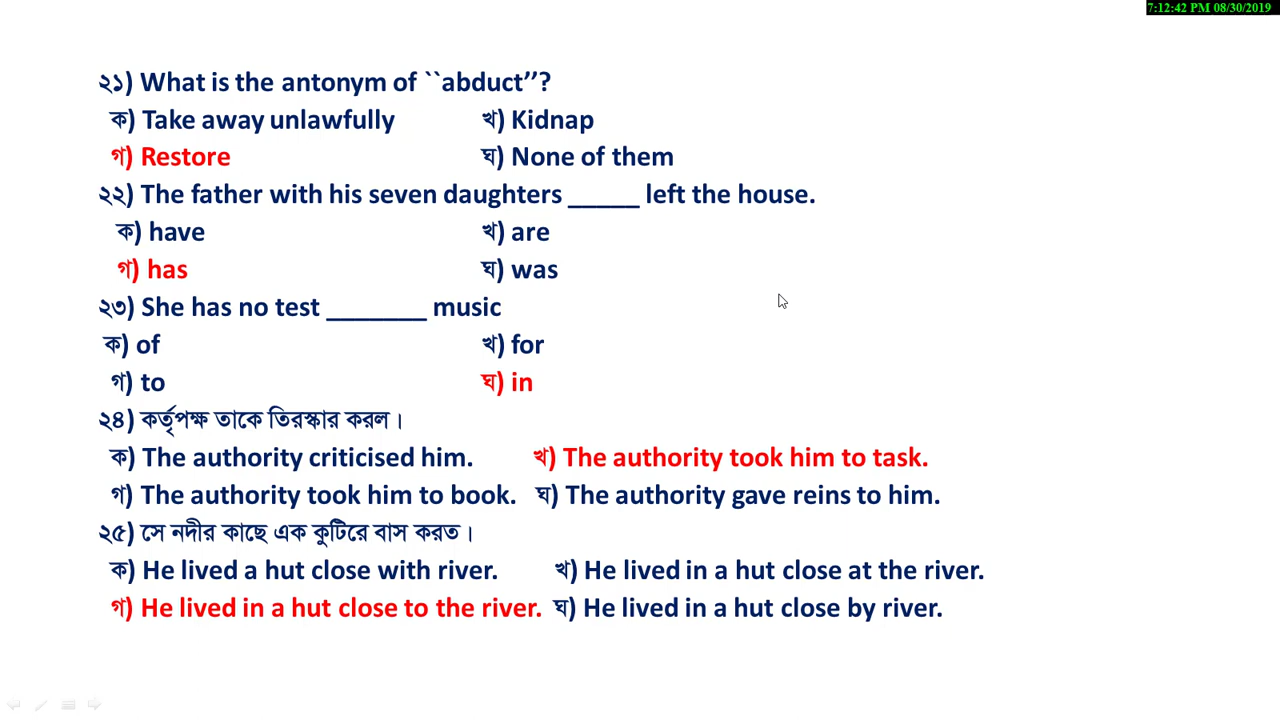 7:12:42 PM 08/30/2019
২১) What is the antonym of ``abduct’’?
ক) Take away unlawfully খ) Kidnap
গ) Restore ঘ) None of them
২২) The father with his seven daughters _____ left the house.
ক) have খ) are
গ) has ঘ) was
২৩) She has no test _______ music
ক) of খ) for
গ) to ঘ) in
২৪) কর্তৃপক্ষ তাকে তিরস্কার করল।
ক) The authority criticised him. খ) The authority took him to task.
গ) The authority took him to book. ঘ) The authority gave reins to him.
২৫) সে নদীর কাছে এক কুটিরে বাস করত।
ক) He lived a hut close with river. খ) He lived in a hut close at the river.
গ) He lived in a hut close to the river. ঘ) He lived in a hut close by river.